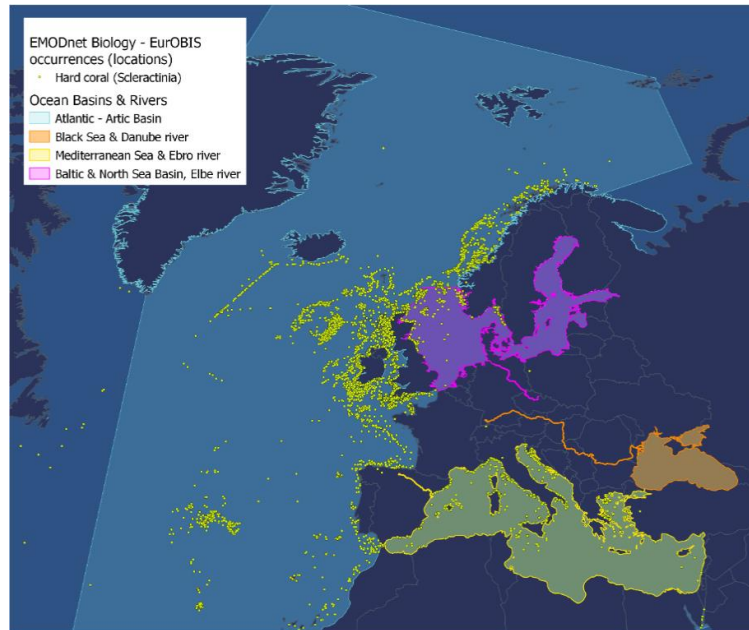 EMODnet Biology - EurOBIS
occurrences (locations)
Hard coral (Scleractinia)
Ocean Basins & Rivers
Atlantic - Artic Basin
Black Sea & Danube river
Mediterranean Sea & Ebro river
Baltic & North Sea Basin, Elbe river